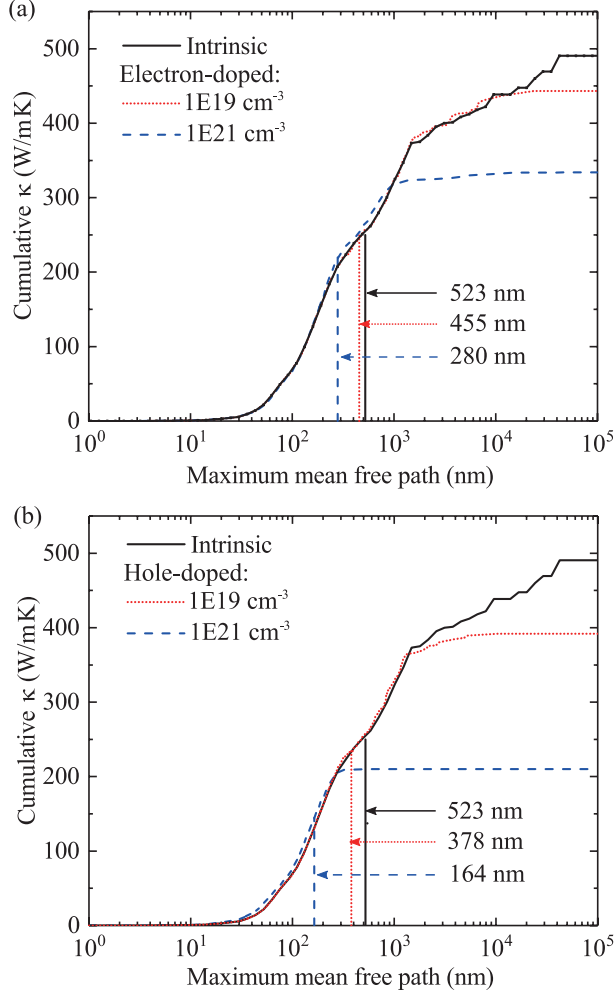 (a)
500
400
300
200
100
0
Cumulative κ (W/mK)
Intrinsic
Electron-doped:
1E19 cm⁻³
1E21 cm⁻³
523 nm
455 nm
280 nm
10⁰ 10¹ 10² 10³ 10⁴ 10⁵
Maximum mean free path (nm)
(b)
500
400
300
200
100
0
Cumulative κ (W/mK)
Intrinsic
Hole-doped:
1E19 cm⁻³
1E21 cm⁻³
523 nm
378 nm
164 nm
10⁰ 10¹ 10² 10³ 10⁴ 10⁵
Maximum mean free path (nm)